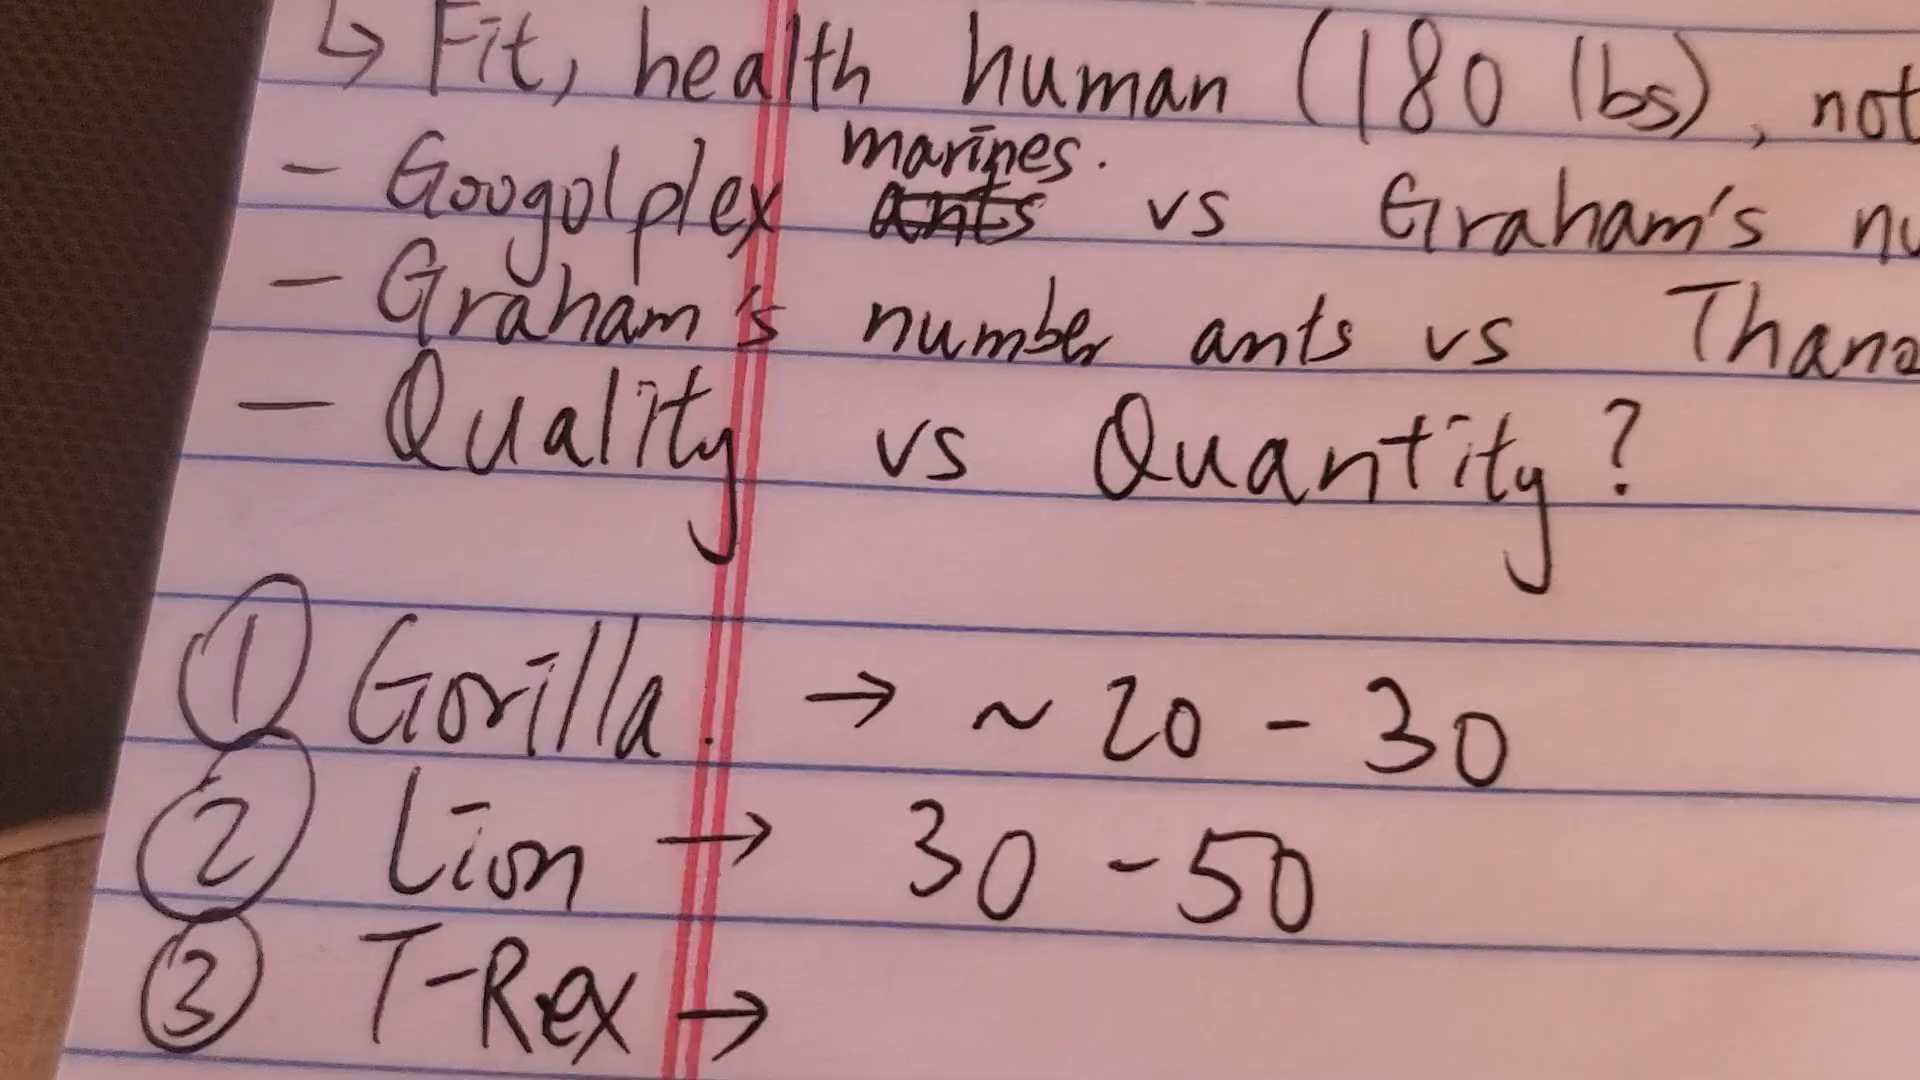 ↳ Fit, health human (180 lbs), not
marines.
- Googolplex ants vs Graham's
- Graham's number ants vs
- Quality vs Quantity?
① Gorilla. → ~ 20 - 30
② Lion → 30 - 50
③ T-Rex →